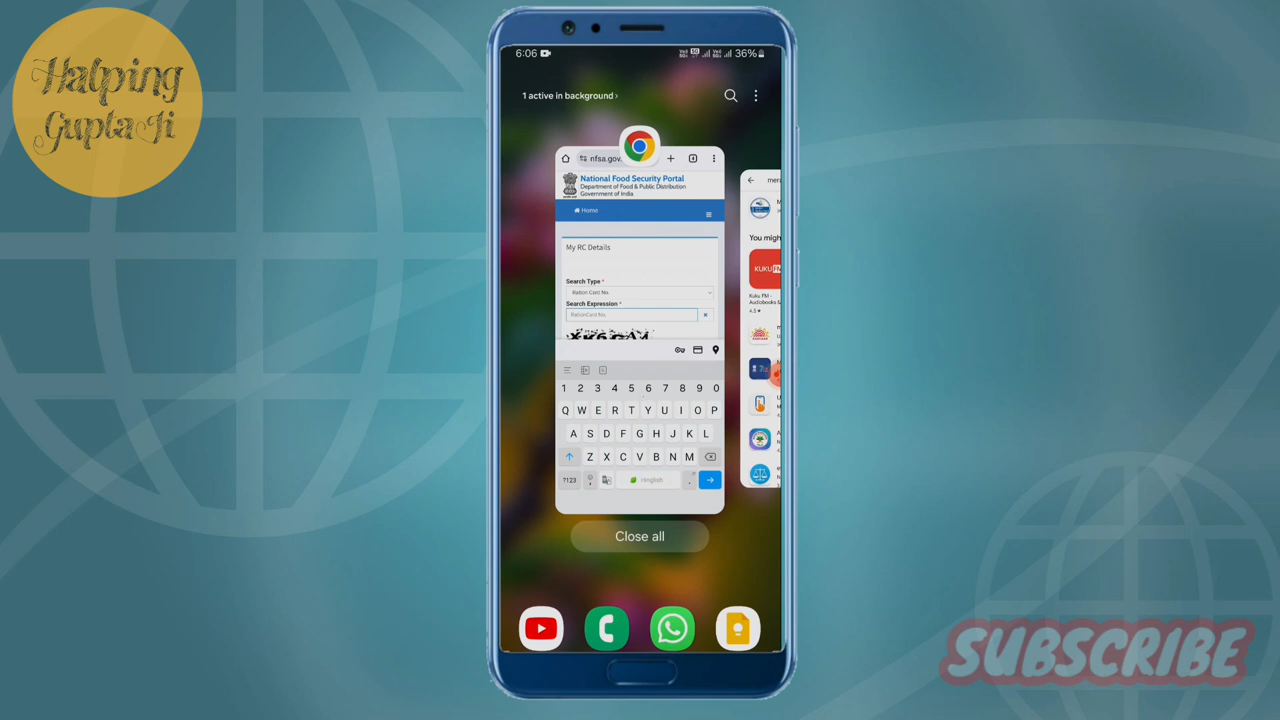 Halping
Gupta Ji
6:06
36%
1 active in background ›
nfsa.gov.
National Food Security Portal
Department of Food & Public Distribution
Government of India
Home
My RC Details
Search Type *
Ration Card No.
Search Expression *
RationCard No.
1 2 3 4 5 6 7 8 9 0
Q W E R T Y U I O P
A S D F G H J K L
Z X C V B N M
?123
Hinglish
mera
You migh
KUKU FM
Kuku FM -
Audiobooks &
4.5 ★
Close all
SUBSCRIBE